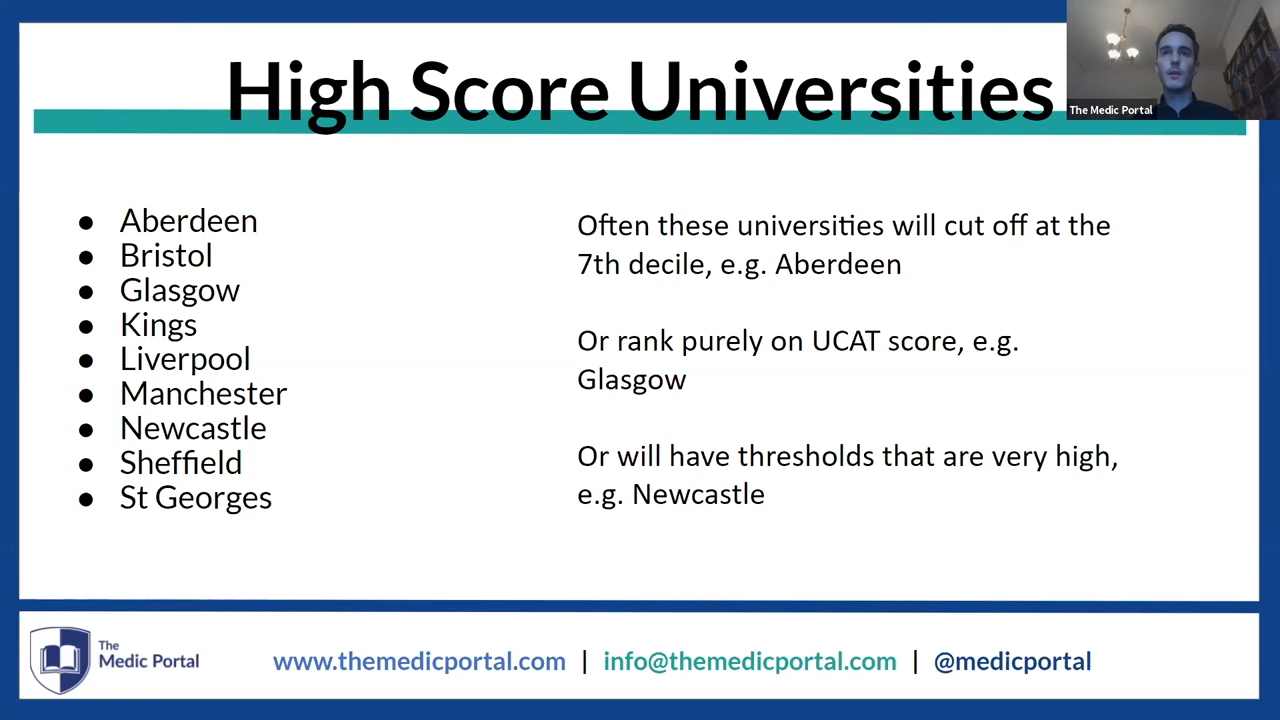 High Score Universities
The Medic Portal
● Aberdeen
● Bristol
● Glasgow
● Kings
● Liverpool
● Manchester
● Newcastle
● Sheffield
● St Georges
Often these universities will cut off at the
7th decile, e.g. Aberdeen
Or rank purely on UCAT score, e.g.
Glasgow
Or will have thresholds that are very high,
e.g. Newcastle
The
Medic Portal
www.themedicportal.com | info@themedicportal.com | @medicportal